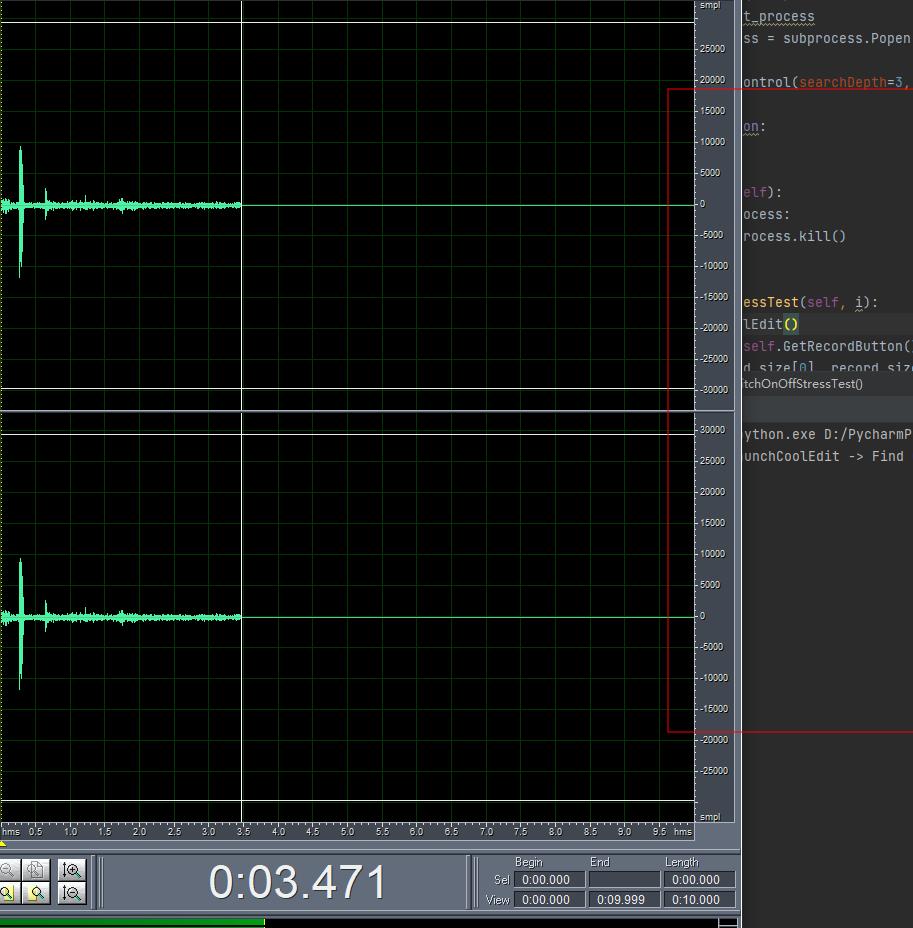 smpl
25000
20000
15000
10000
5000
0
-5000
-10000
-15000
-20000
-25000
-30000
30000
25000
20000
15000
10000
5000
0
-5000
-10000
-15000
-20000
-25000
smpl
hms 0.5 1.0 1.5 2.0 2.5 3.0 3.5 4.0 4.5 5.0 5.5 6.0 6.5 7.0 7.5 8.0 8.5 9.0 9.5 hms
0:03.471
Begin End Length
Sel 0:00.000 0:00.000
View 0:00.000 0:09.999 0:10.000
t_process
ss = subprocess.Popen
ontrol(searchDepth=3,
on:
elf):
ocess:
rocess.kill()
essTest(self, i):
lEdit()
self.GetRecordButton()
d_size[0], record_size
itchOnOffStressTest()
ython.exe D:/PycharmP
unchCoolEdit -> Find